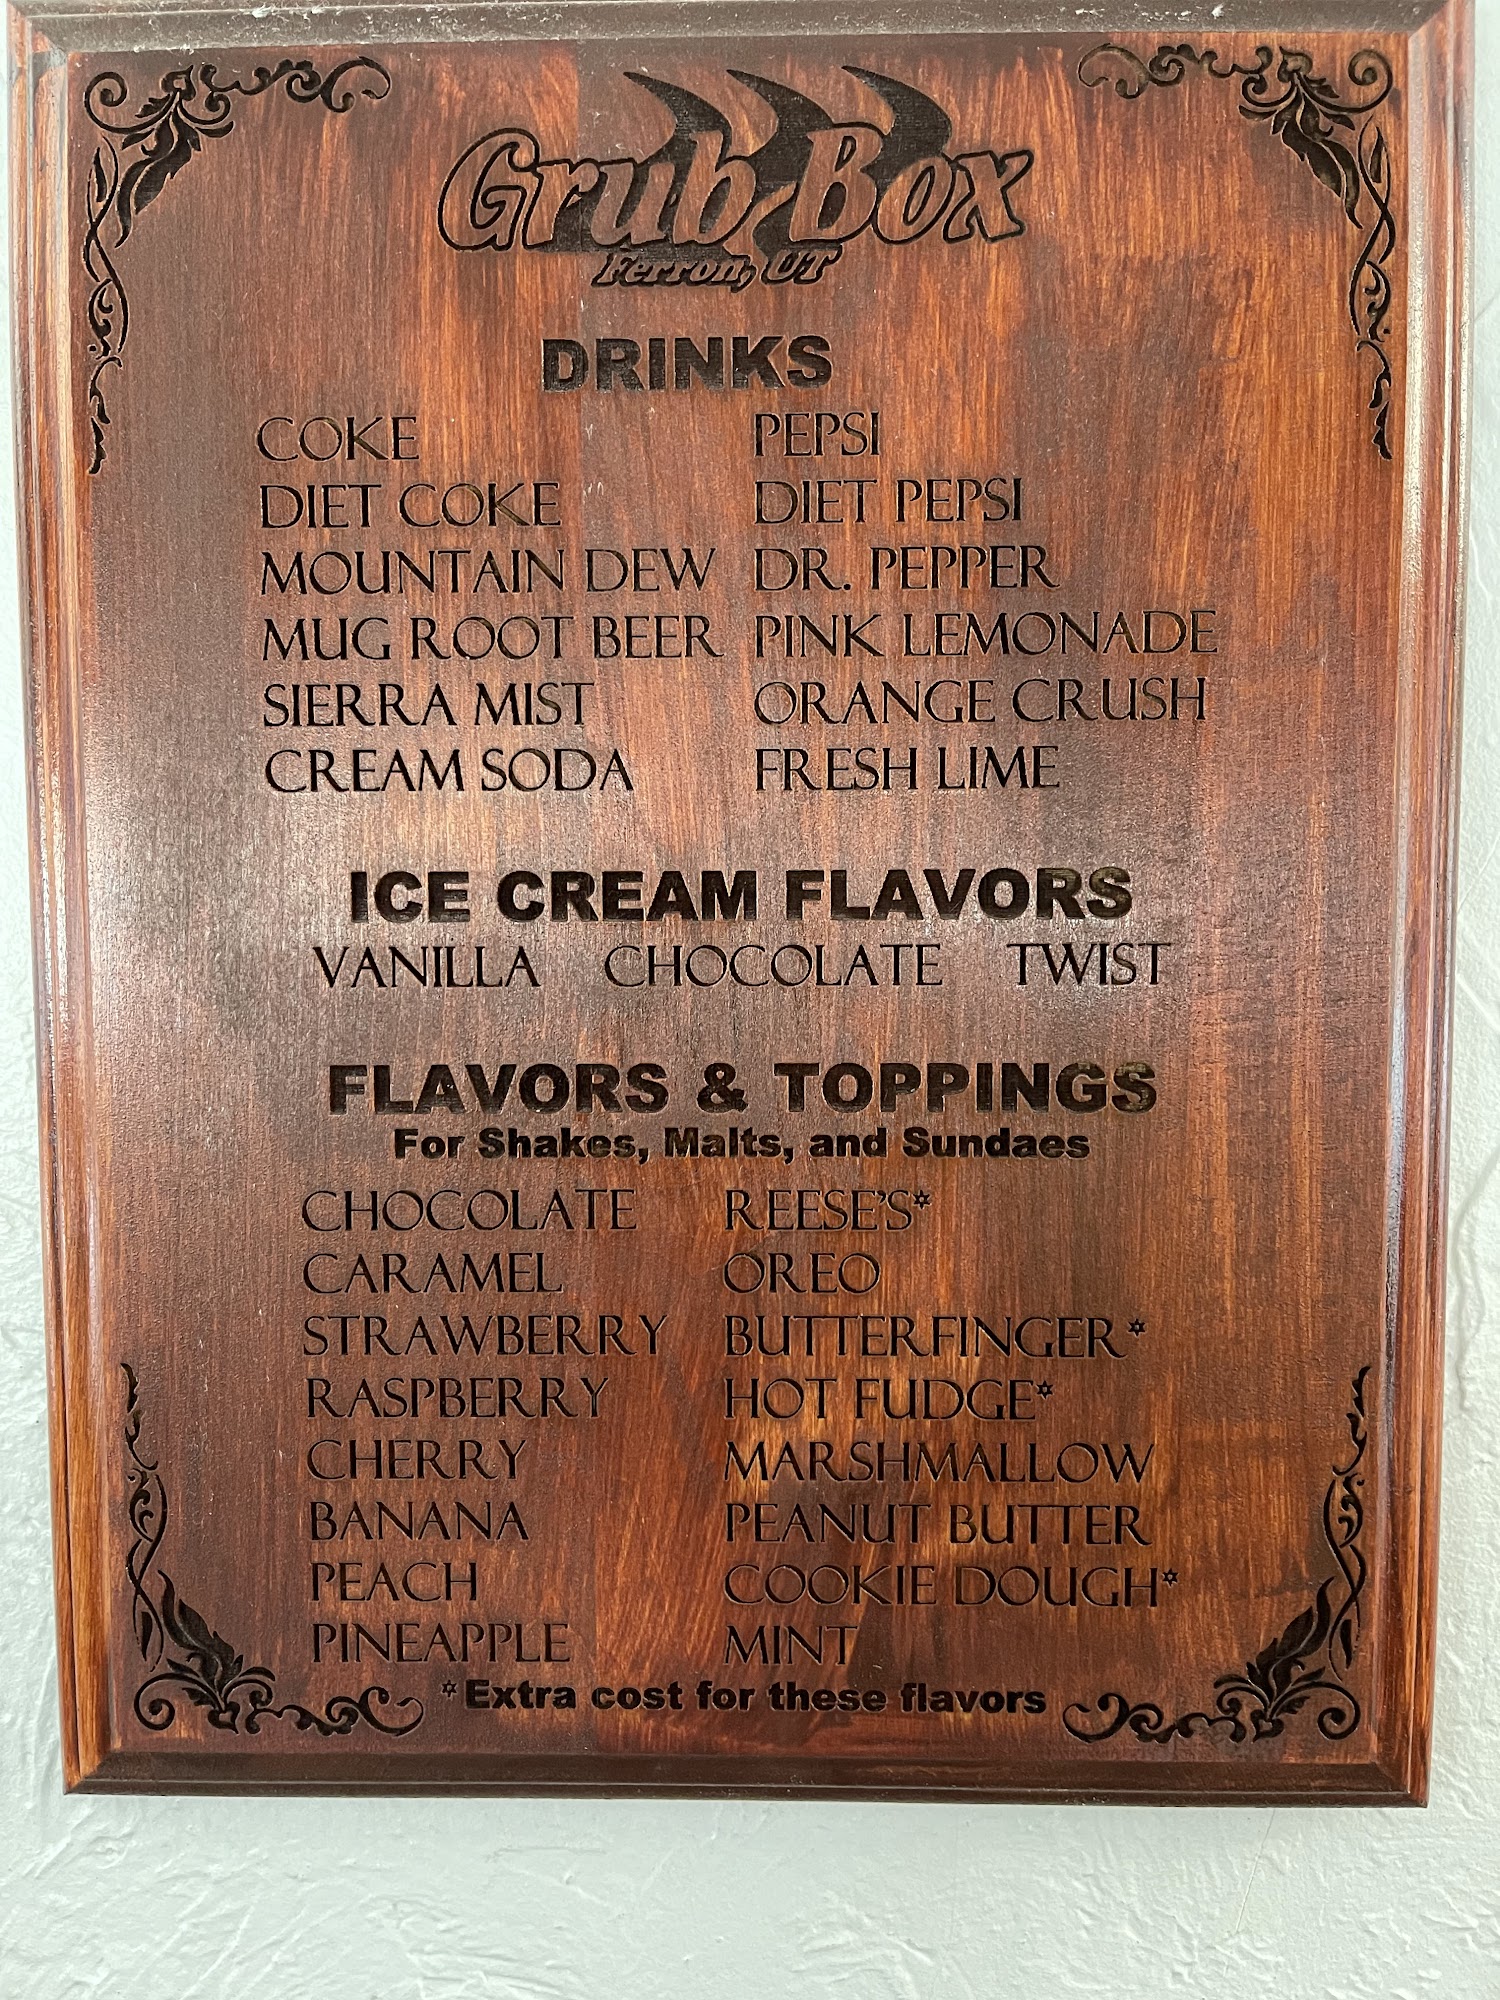 Grub Box
Ferron, UT
DRINKS
COKE
DIET COKE
MOUNTAIN DEW
MUG ROOT BEER
SIERRA MIST
CREAM SODA
PEPSI
DIET PEPSI
DR. PEPPER
PINK LEMONADE
ORANGE CRUSH
FRESH LIME
ICE CREAM FLAVORS
VANILLA CHOCOLATE TWIST
FLAVORS & TOPPINGS
For Shakes, Malts, and Sundaes
CHOCOLATE
CARAMEL
STRAWBERRY
RASPBERRY
CHERRY
BANANA
PEACH
PINEAPPLE
REESE'S*
OREO
BUTTERFINGER*
HOT FUDGE*
MARSHMALLOW
PEANUT BUTTER
COOKIE DOUGH*
MINT
*Extra cost for these flavors